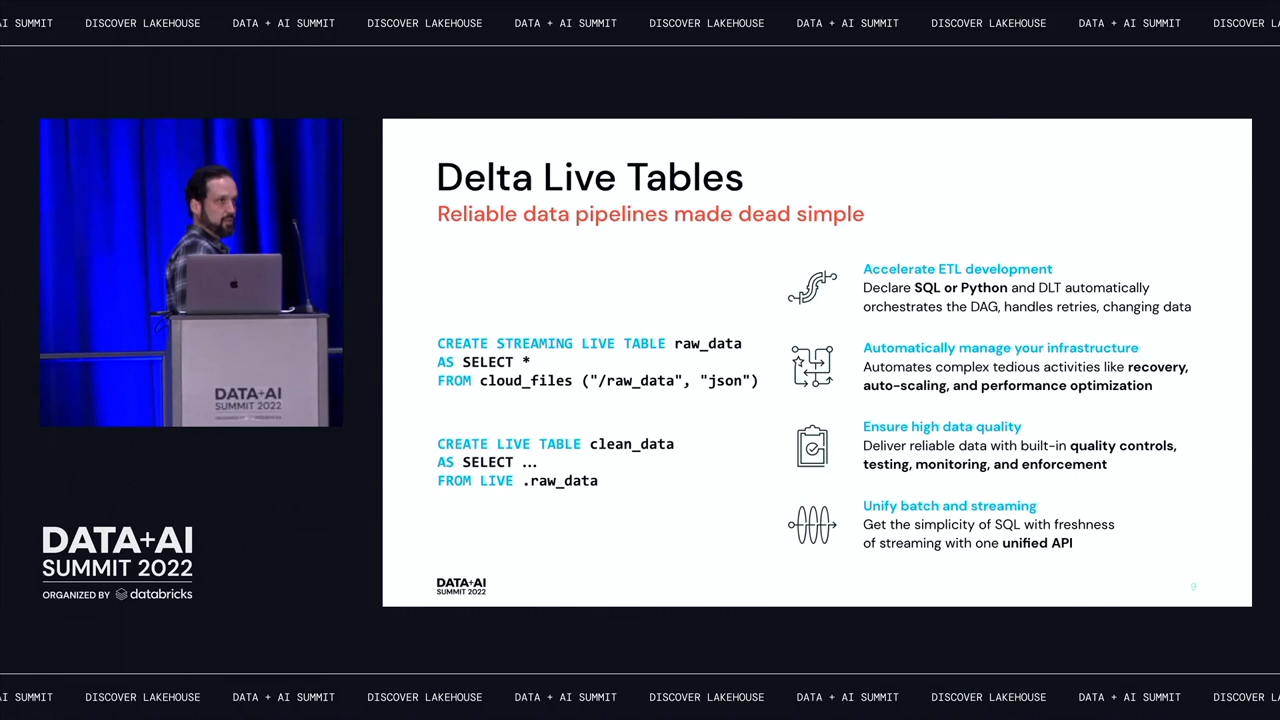 AI SUMMIT DISCOVER LAKEHOUSE DATA + AI SUMMIT DISCOVER LAKEHOUSE DATA + AI SUMMIT DISCOVER LAKEHOUSE DATA + AI SUMMIT DISCOVER LAKEHOUSE DATA + AI SUMMIT DISCOVER
DATA+AI
SUMMIT 2022
DATA+AI
SUMMIT 2022
ORGANIZED BY databricks
Delta Live Tables
Reliable data pipelines made dead simple
CREATE STREAMING LIVE TABLE raw_data
AS SELECT *
FROM cloud_files ("/raw_data", "json")
CREATE LIVE TABLE clean_data
AS SELECT …
FROM LIVE .raw_data
Accelerate ETL development
Declare SQL or Python and DLT automatically
orchestrates the DAG, handles retries, changing data
Automatically manage your infrastructure
Automates complex tedious activities like recovery,
auto-scaling, and performance optimization
Ensure high data quality
Deliver reliable data with built-in quality controls,
testing, monitoring, and enforcement
Unify batch and streaming
Get the simplicity of SQL with freshness
of streaming with one unified API
DATA+AI
SUMMIT 2022
9
AI SUMMIT DISCOVER LAKEHOUSE DATA + AI SUMMIT DISCOVER LAKEHOUSE DATA + AI SUMMIT DISCOVER LAKEHOUSE DATA + AI SUMMIT DISCOVER LAKEHOUSE DATA + AI SUMMIT DISCOVER